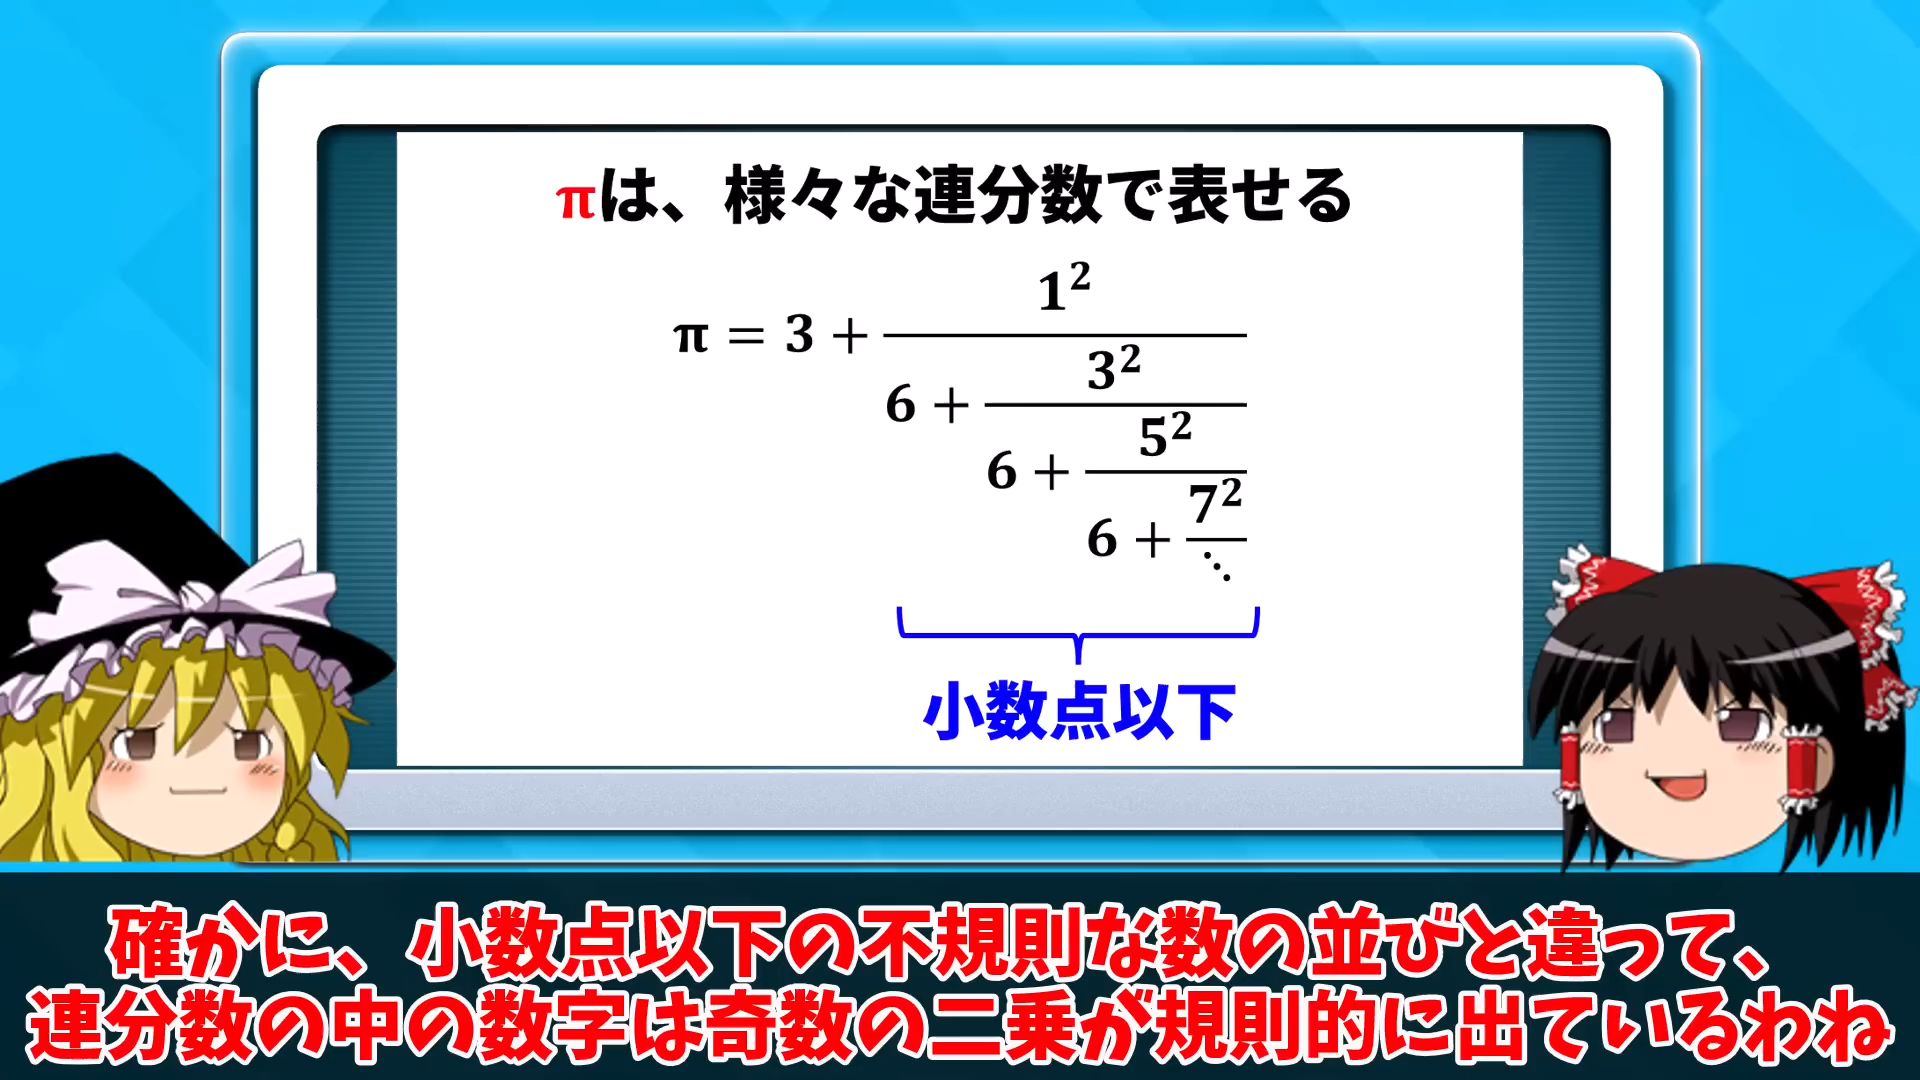 πは、様々な連分数で表せる
π = 3 + 1²
3²
6 +
5²
6 +
7²
6 +
⋱
小数点以下
確かに、小数点以下の不規則な数の並びと違って、
連分数の中の数字は奇数の二乗が規則的に出ているわね